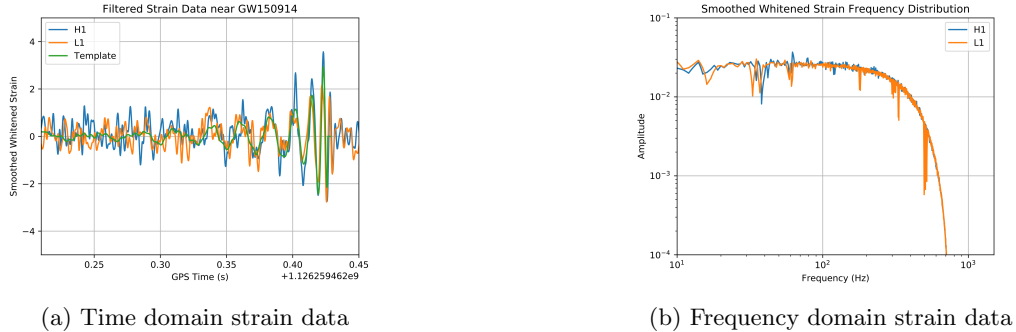 Filtered Strain Data near GW150914
H1
L1
Template
Smoothed Whitened Strain
4
2
0
−2
−4
0.25 0.30 0.35 0.40 0.45
GPS Time (s)
+1.126259462e9
(a) Time domain strain data
Smoothed Whitened Strain Frequency Distribution
H1
L1
Amplitude
10⁻¹
10⁻²
10⁻³
10⁻⁴
10¹ 10² 10³
Frequency (Hz)
(b) Frequency domain strain data